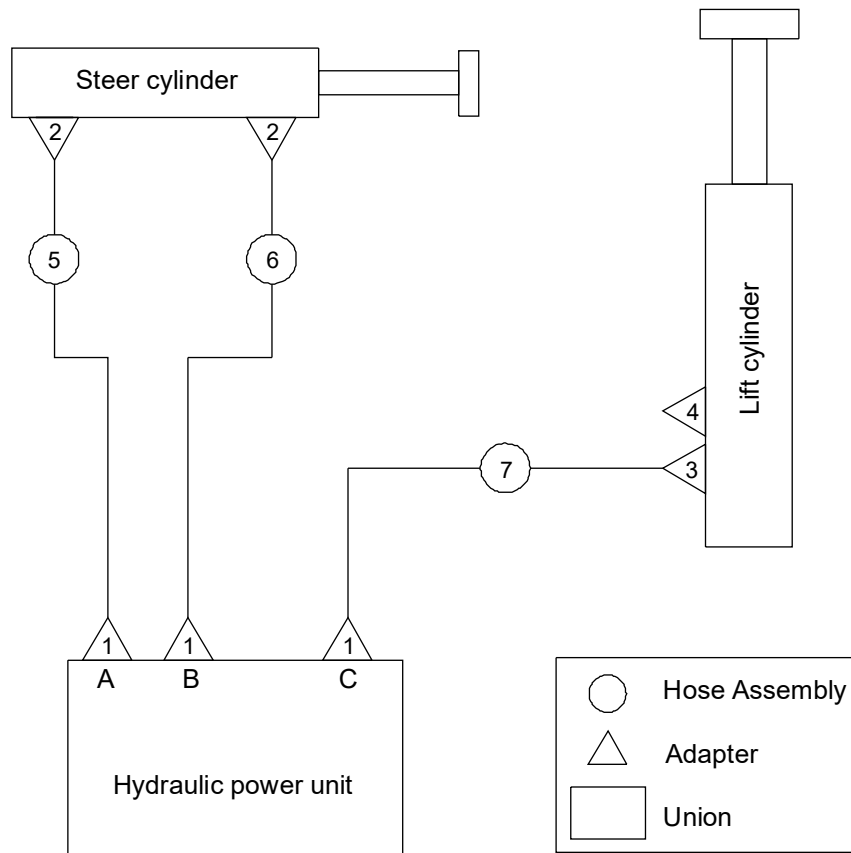 Steer cylinder
2
2
5
6
Lift cylinder
4
3
7
1
1
1
A
B
C
Hydraulic power unit
Hose Assembly
Adapter
Union